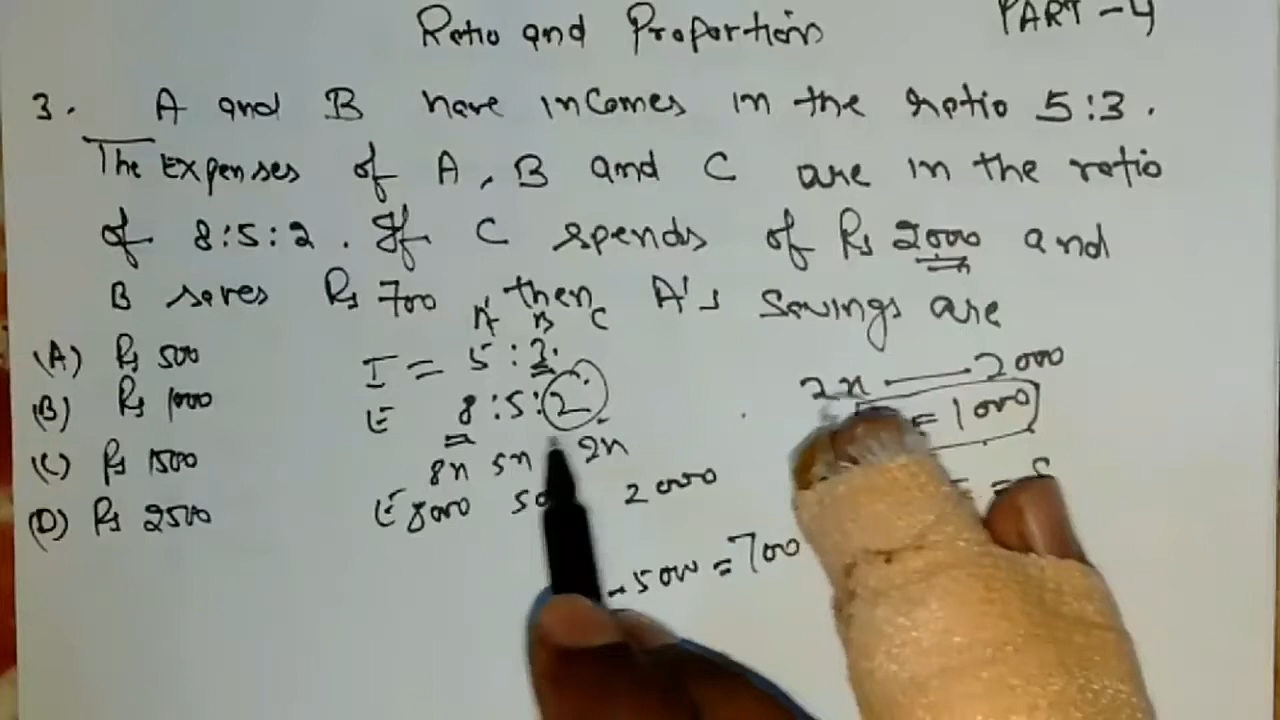 Ratio and Proportions
PART-4
3. A and B have incomes in the ratio 5:3.
The Expenses of A, B and C are in the ratio
of 8:5:2. If C spends of Rs 2000 and
B saves Rs 700, then A's savings are
(A) Rs 500
(B) Rs 1000
(C) Rs 1500
(D) Rs 2500
A B C
I = 5:3
E 8:5:2
8x 5x 2x
E 8000 2000
-5000 = 700
2x — 2000
= 1000